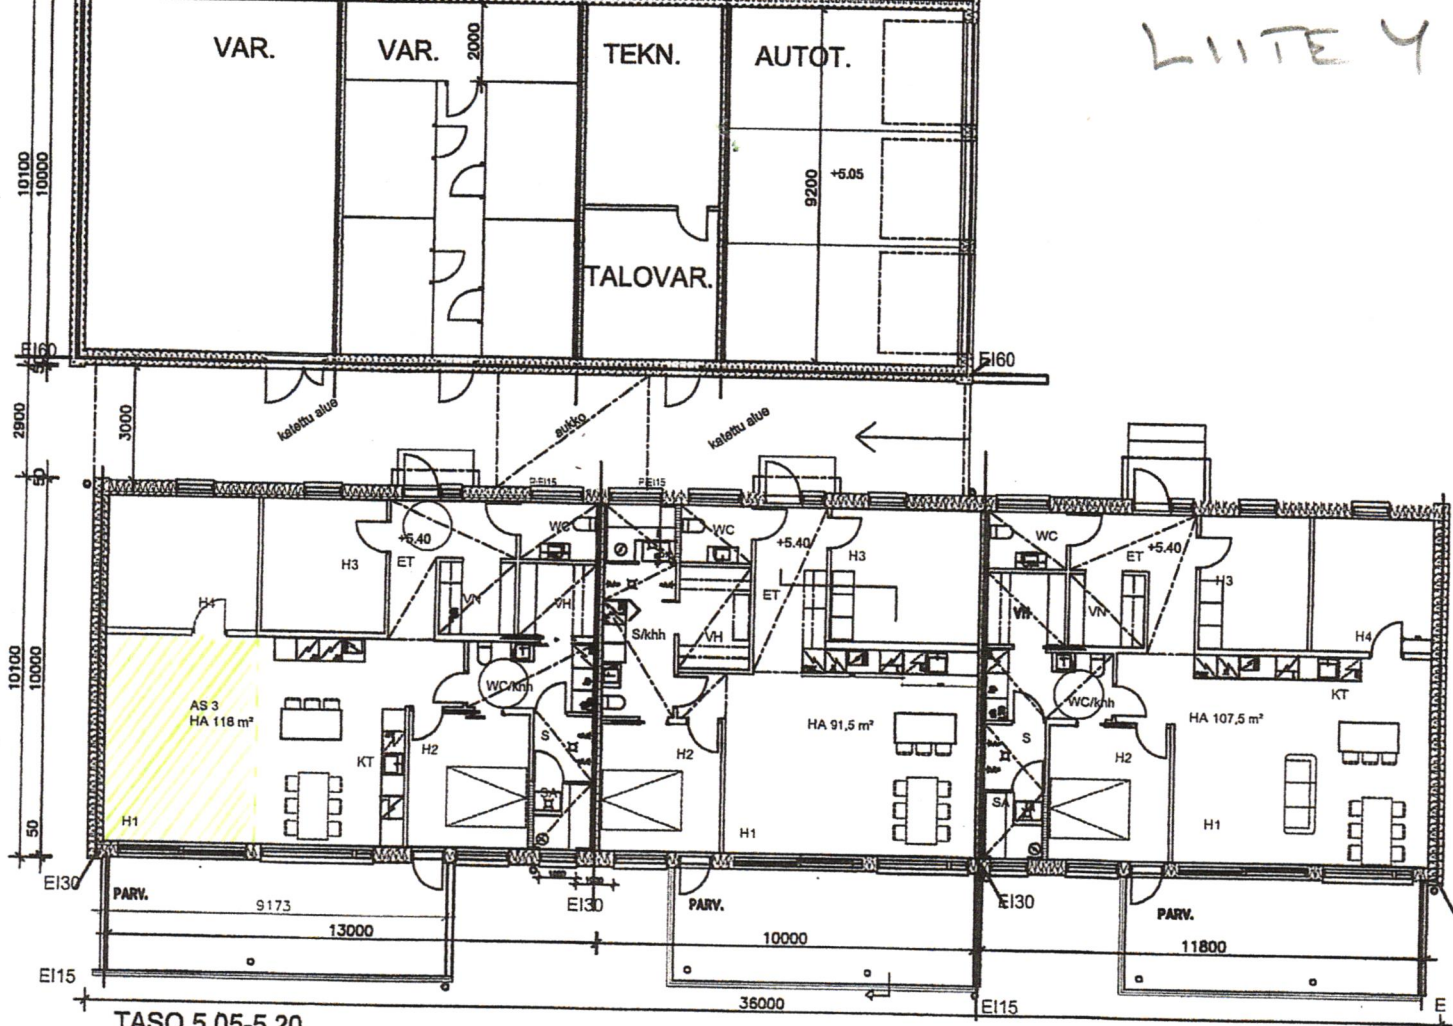 LIITE 4
VAR.
VAR.
2000
TEKN.
AUTOT.
10100
10000
9200
+5.05
TALOVAR.
EI60
50
EI60
2900
3000
katettu alue
aukko
katettu alue
50
P.EI15
P.EI15
+5.40
WC
WC
+5.40
WC
+5.40
H4
H3
ET
VN
VH
S/khh
VH
ET
H3
VH
VN
ET
H3
H4
10100
10000
AS 3
HA 118 m²
WC/khh
HA 91,5 m²
WC/khh
HA 107,5 m²
KT
KT
H2
S
H2
S
H2
SA
SA
H1
H1
H1
50
EI30
PARV.
EI30
PARV.
EI30
PARV.
9173
13000
10000
11800
EI15
36000
EI15
E
TASO 5.05-5.20